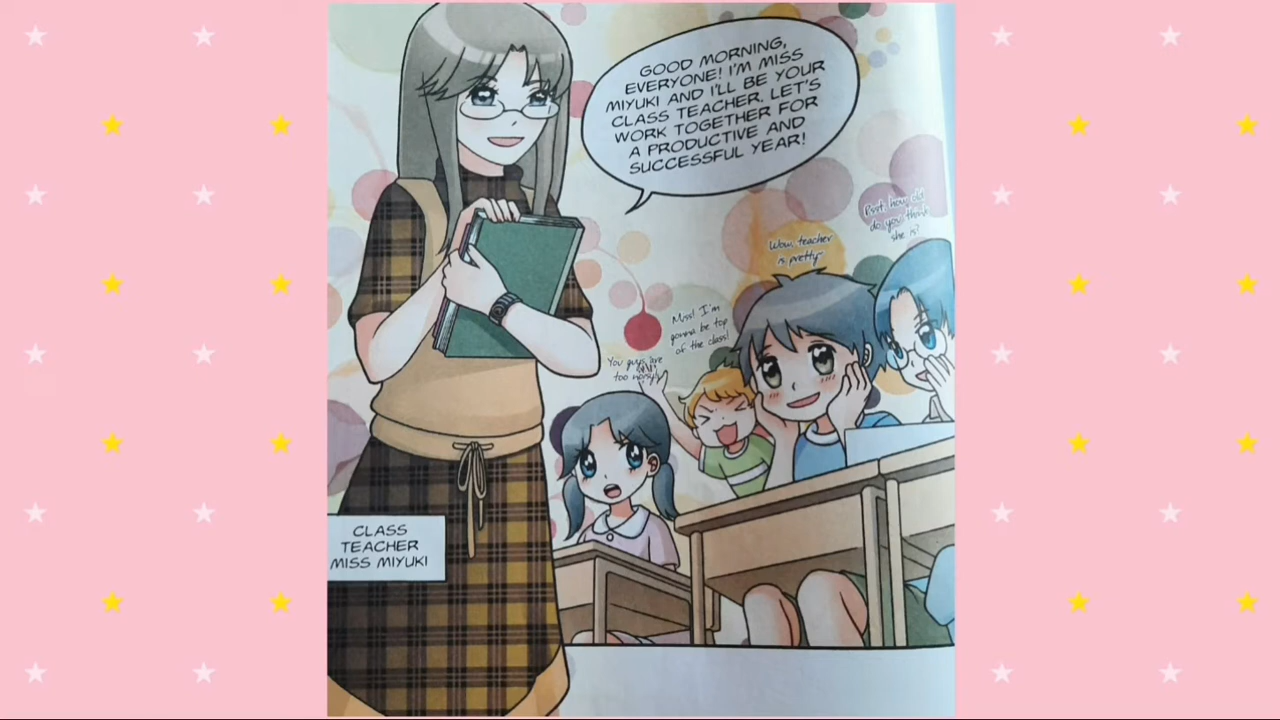 GOOD MORNING,
EVERYONE! I'M MISS
MIYUKI AND I'LL BE YOUR
CLASS TEACHER. LET'S
WORK TOGETHER FOR
A PRODUCTIVE AND
SUCCESSFUL YEAR!
Psst, how old
do you think
she is?
Wow, teacher
is pretty~
Miss! I'm
gonna be top
of the class!
You guys are
too noisy!
CLASS
TEACHER
MISS MIYUKI